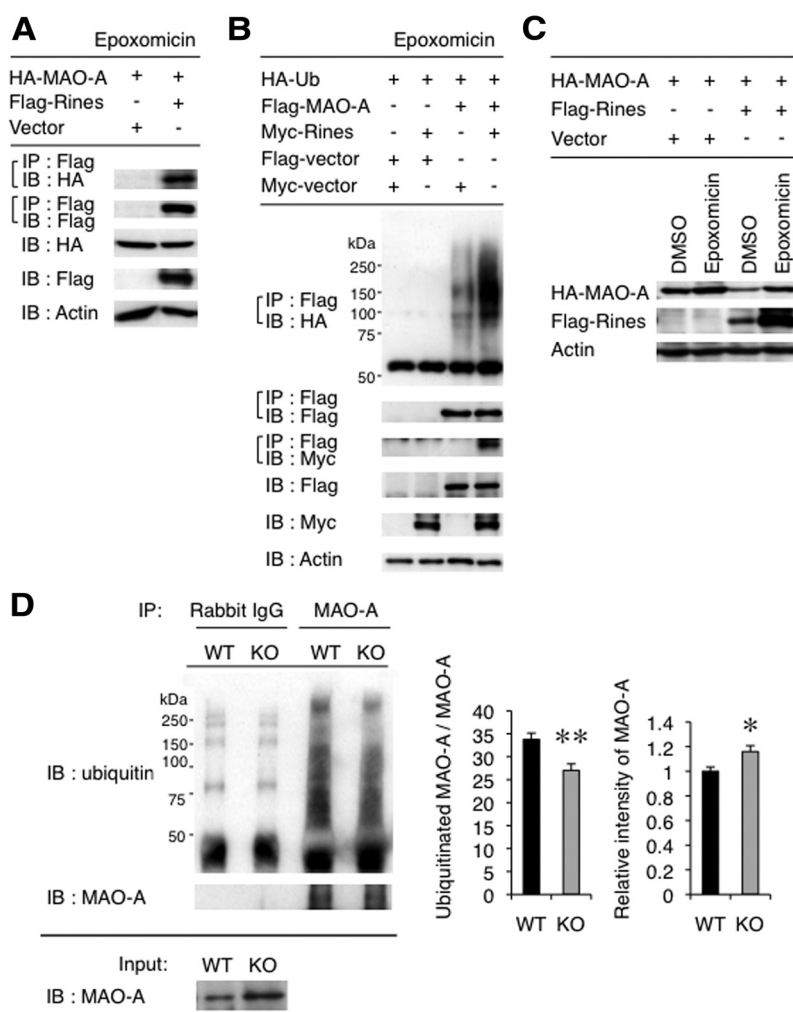 A
Epoxomicin
HA-MAO-A + +
Flag-Rines - +
Vector + -
IP : Flag
IB : HA
IP : Flag
IB : Flag
IB : HA
IB : Flag
IB : Actin
B
Epoxomicin
HA-Ub + + + +
Flag-MAO-A - - + +
Myc-Rines - + - +
Flag-vector + + - -
Myc-vector + - + -
kDa
250
150
100
75
50
IP : Flag
IB : HA
IP : Flag
IB : Flag
IP : Flag
IB : Myc
IB : Flag
IB : Myc
IB : Actin
C
HA-MAO-A + + + +
Flag-Rines - - + +
Vector + + - -
DMSO
Epoxomicin
DMSO
Epoxomicin
HA-MAO-A
Flag-Rines
Actin
D
IP: Rabbit IgG MAO-A
WT KO WT KO
kDa
250
150
100
75
50
IB : ubiquitin
IB : MAO-A
Input: WT KO
IB : MAO-A
Ubiquitinated MAO-A / MAO-A
40
35
30
25
20
15
10
5
0
**
WT KO
Relative intensity of MAO-A
1.4
1.2
1
0.8
0.6
0.4
0.2
0
*
WT KO